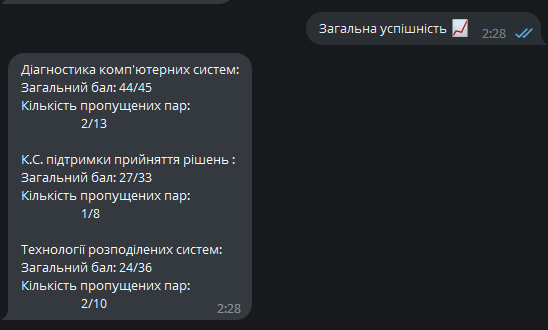 Загальна успішність 📈 2:28
Діагностика комп'ютерних систем:
Загальний бал: 44/45
Кількість пропущених пар:
2/13
К.С. підтримки прийняття рішень :
Загальний бал: 27/33
Кількість пропущених пар:
1/8
Технології розподілених систем:
Загальний бал: 24/36
Кількість пропущених пар:
2/10
2:28